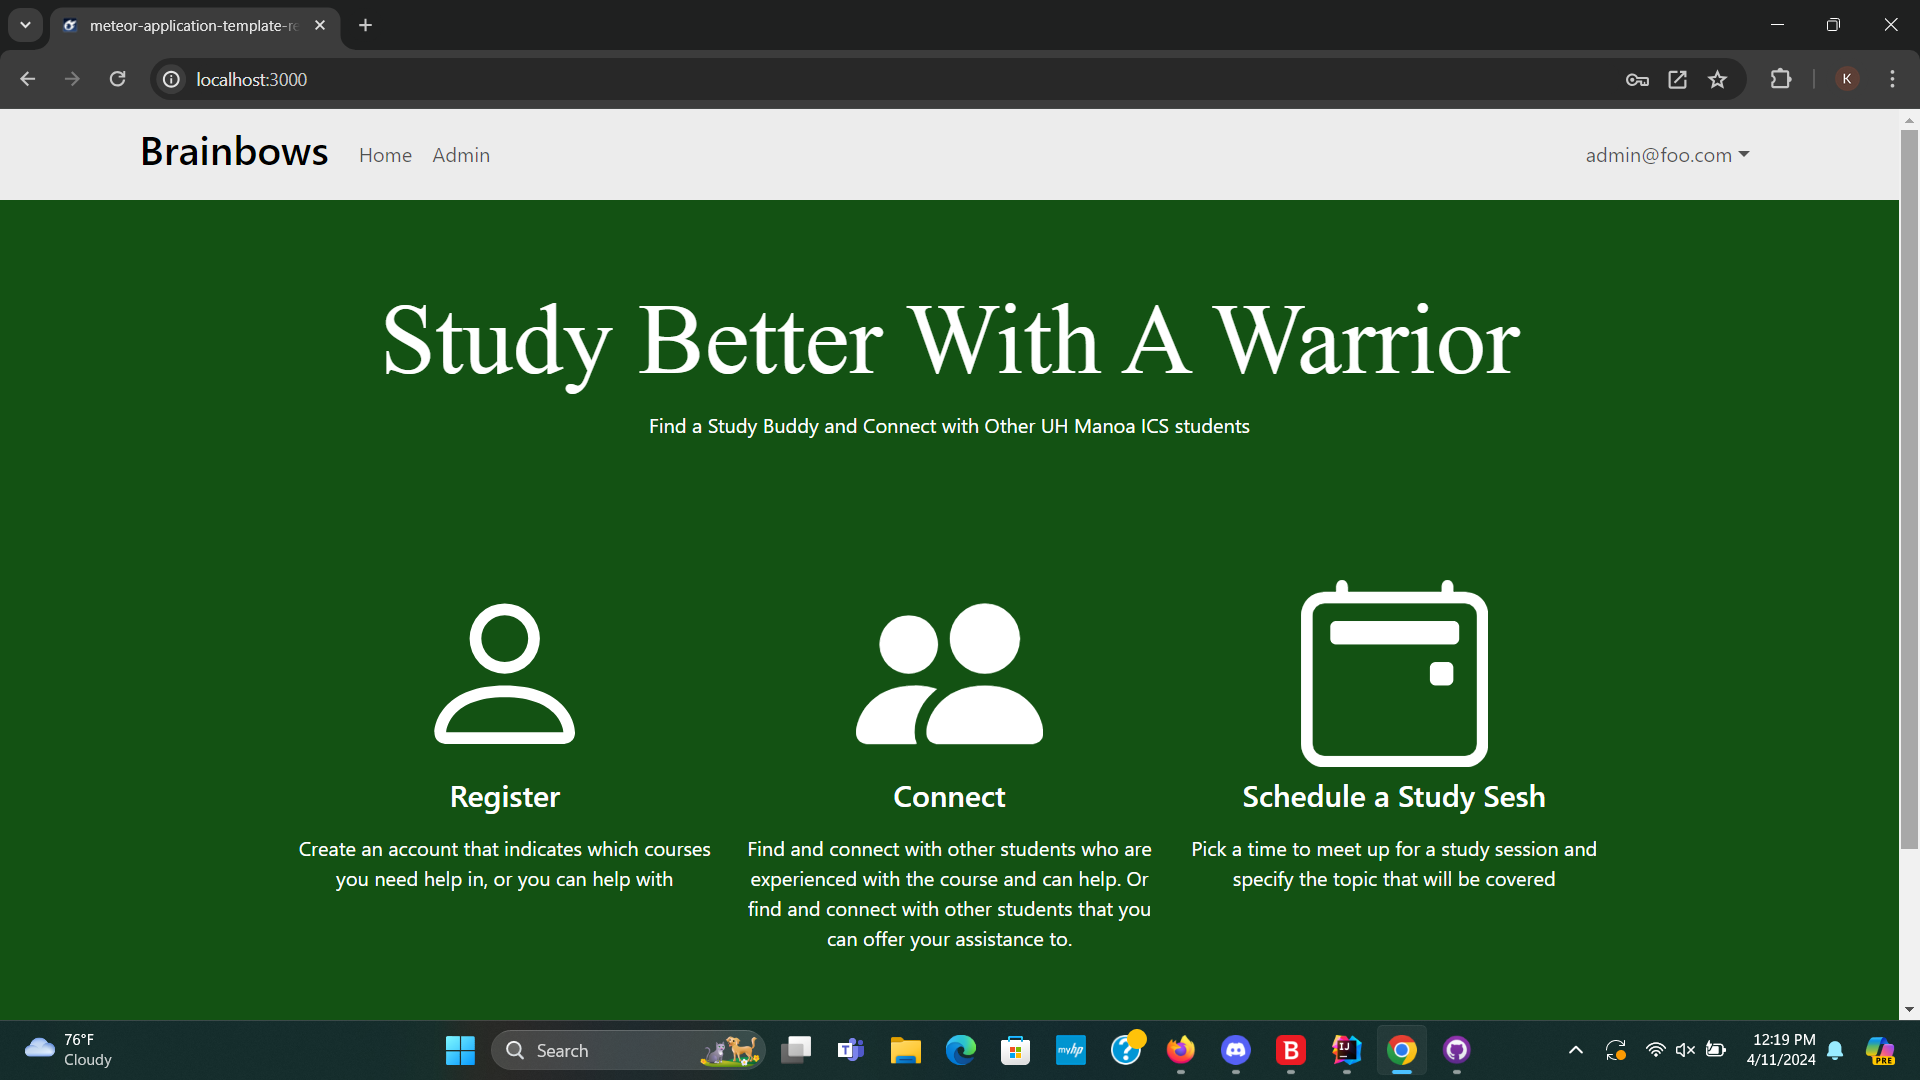 meteor-application-template-re
localhost:3000
K
Brainbows
Home
Admin
admin@foo.com
Study Better With A Warrior
Find a Study Buddy and Connect with Other UH Manoa ICS students
Register
Create an account that indicates which courses
you need help in, or you can help with
Connect
Find and connect with other students who are
experienced with the course and can help. Or
find and connect with other students that you
can offer your assistance to.
Schedule a Study Sesh
Pick a time to meet up for a study session and
specify the topic that will be covered
76°F
Cloudy
Search
myhp
12:19 PM
4/11/2024
PRE